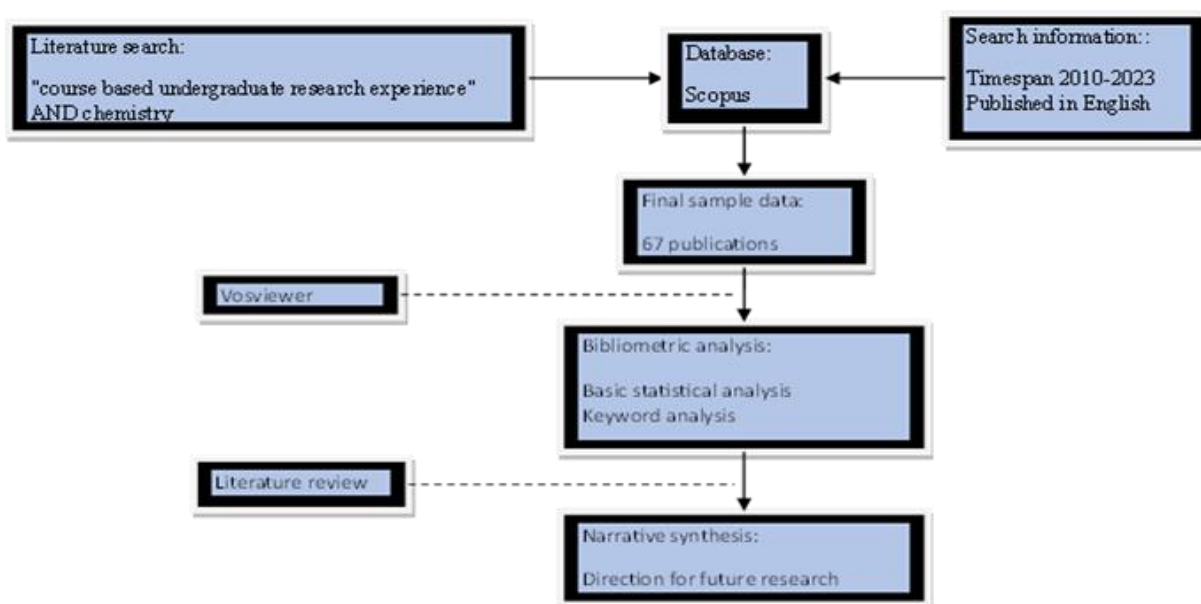 Literature search:
"course based undergraduate research experience"
AND chemistry
Database:
Scopus
Search information::
Timespan 2010-2023
Published in English
Final sample data:
67 publications
Vosviewer
Bibliometric analysis:
Basic statistical analysis
Keyword analysis
Literature review
Narrative synthesis:
Direction for future research